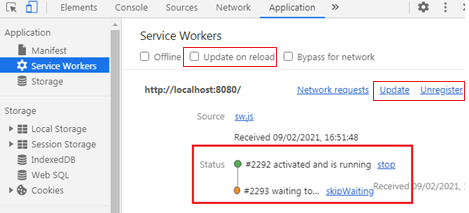 Elements Console Sources Network Application
Application
Manifest
Service Workers
Storage
Storage
Local Storage
Session Storage
IndexedDB
Web SQL
Cookies
Service Workers
Offline Update on reload Bypass for network
http://localhost:8080/ Network requests Update Unregister
Source sw.js
Received 09/02/2021, 16:51:48
Status #2292 activated and is running stop
#2293 waiting to... skipWaiting Received 09/02/2021, 16: